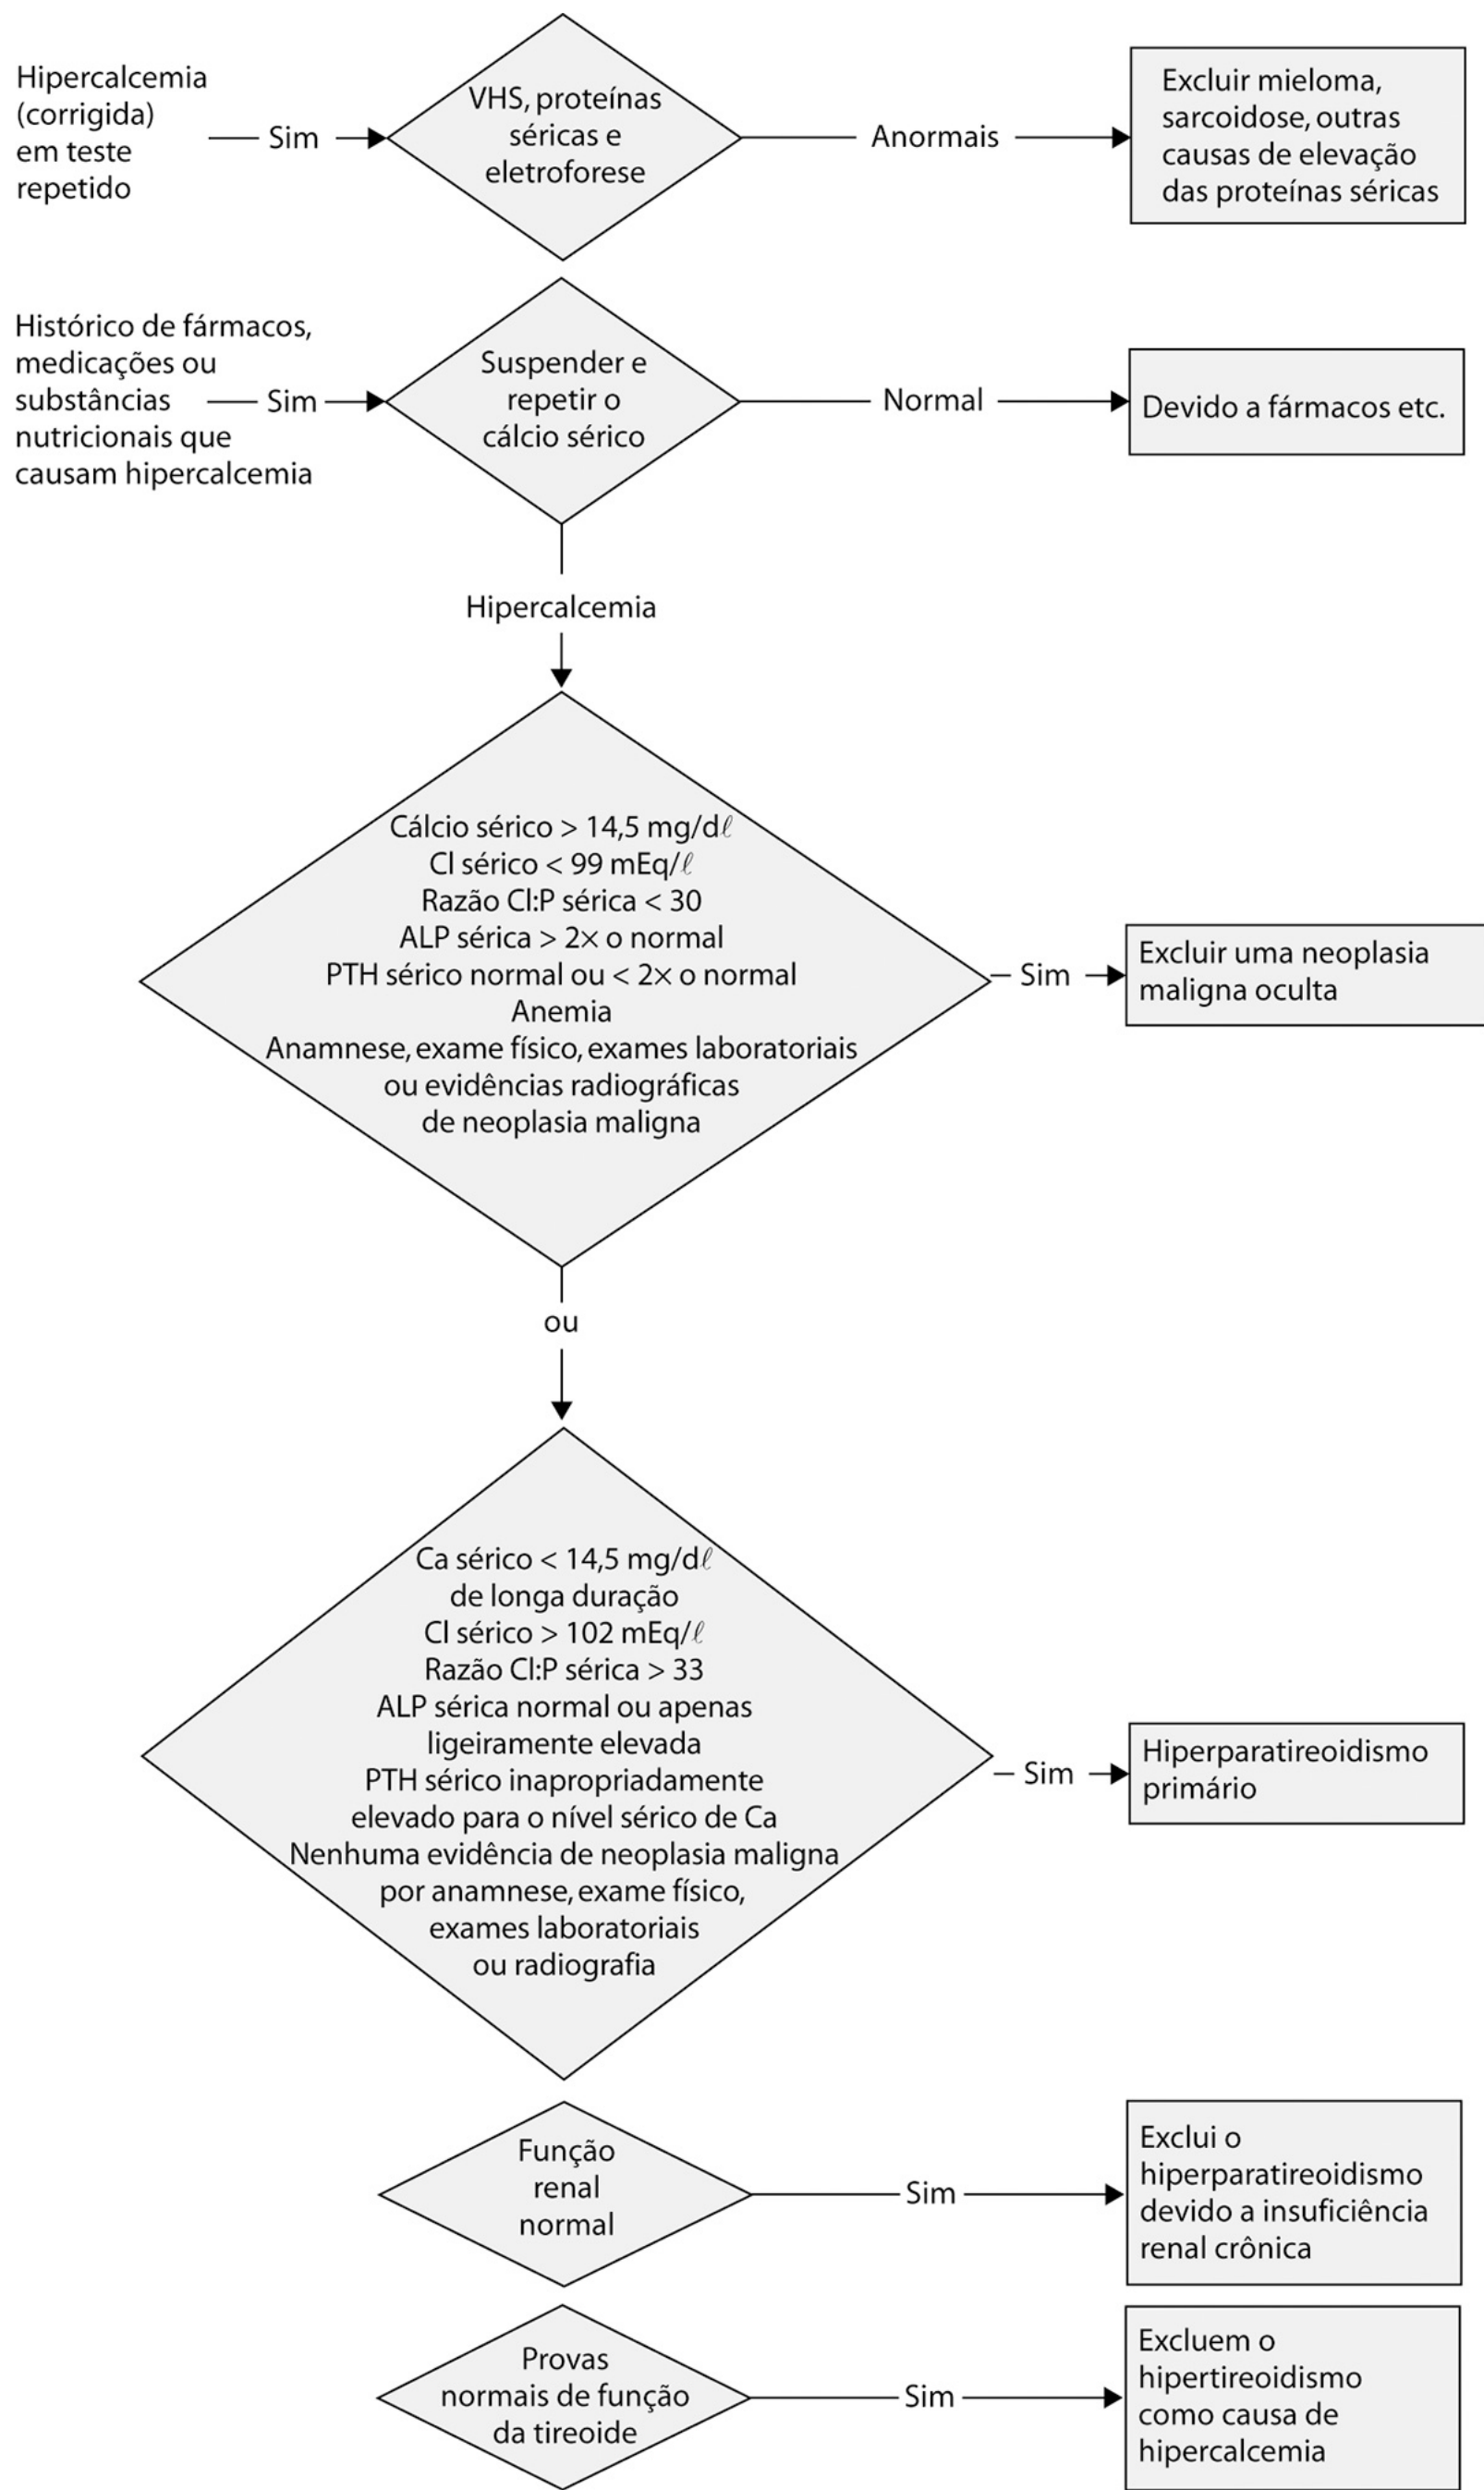 Hipercalcemia
(corrigida)
em teste
repetido
Sim
VHS, proteínas
séricas e
eletroforese
Anormais
Excluir mieloma,
sarcoidose, outras
causas de elevação
das proteínas séricas
Histórico de fármacos,
medicações ou
substâncias
nutricionais que
causam hipercalcemia
Sim
Suspender e
repetir o
cálcio sérico
Normal
Devido a fármacos etc.
Hipercalcemia
Cálcio sérico > 14,5 mg/dℓ
Cl sérico < 99 mEq/ℓ
Razão Cl:P sérica < 30
ALP sérica > 2× o normal
PTH sérico normal ou < 2× o normal
Anemia
Anamnese, exame físico, exames laboratoriais
ou evidências radiográficas
de neoplasia maligna
Sim
Excluir uma neoplasia
maligna oculta
ou
Ca sérico < 14,5 mg/dℓ
de longa duração
Cl sérico > 102 mEq/ℓ
Razão Cl:P sérica > 33
ALP sérica normal ou apenas
ligeiramente elevada
PTH sérico inapropriadamente
elevado para o nível sérico de Ca
Nenhuma evidência de neoplasia maligna
por anamnese, exame físico,
exames laboratoriais
ou radiografia
Sim
Hiperparatireoidismo
primário
Função
renal
normal
Sim
Exclui o
hiperparatireoidismo
devido a insuficiência
renal crônica
Provas
normais de função
da tireoide
Sim
Excluem o
hipertireoidismo
como causa de
hipercalcemia